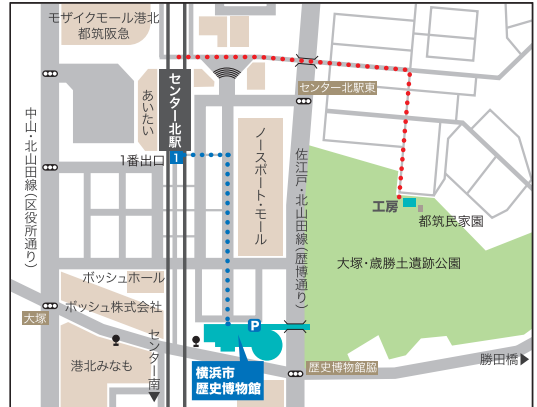 モザイクモール港北
都筑阪急
センター北駅
あいたい
センター北駅東
1番出口
1
ノースポート・モール
中山・北山田線(区役所通り)
佐江戸・北山田線(歴博通り)
工房
都筑民家園
大塚・歳勝土遺跡公園
ボッシュホール
ボッシュ株式会社
大塚
P
センター南
港北みなも
横浜市
歴史博物館
歴史博物館脇
勝田橋